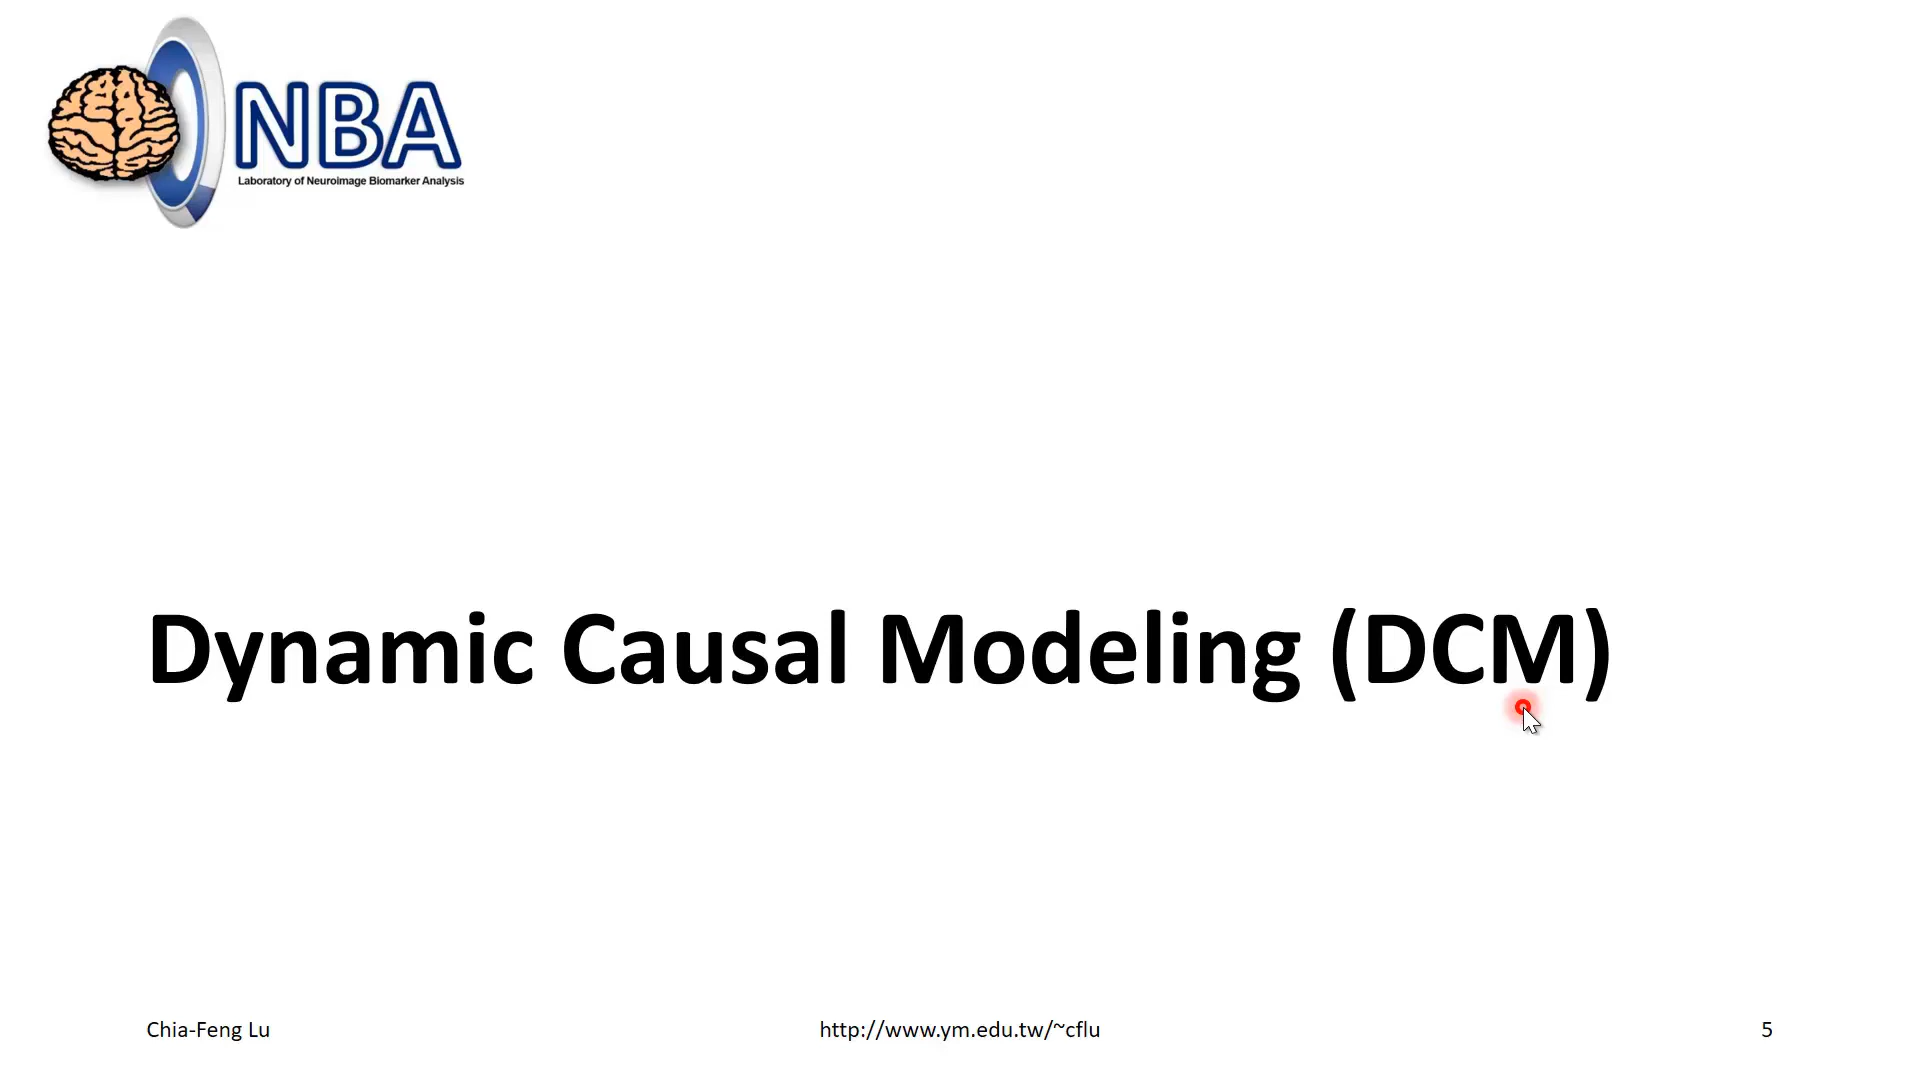 NBA
Laboratory of Neuroimage Biomarker Analysis
Dynamic Causal Modeling (DCM)
Chia-Feng Lu
http://www.ym.edu.tw/~cflu
5